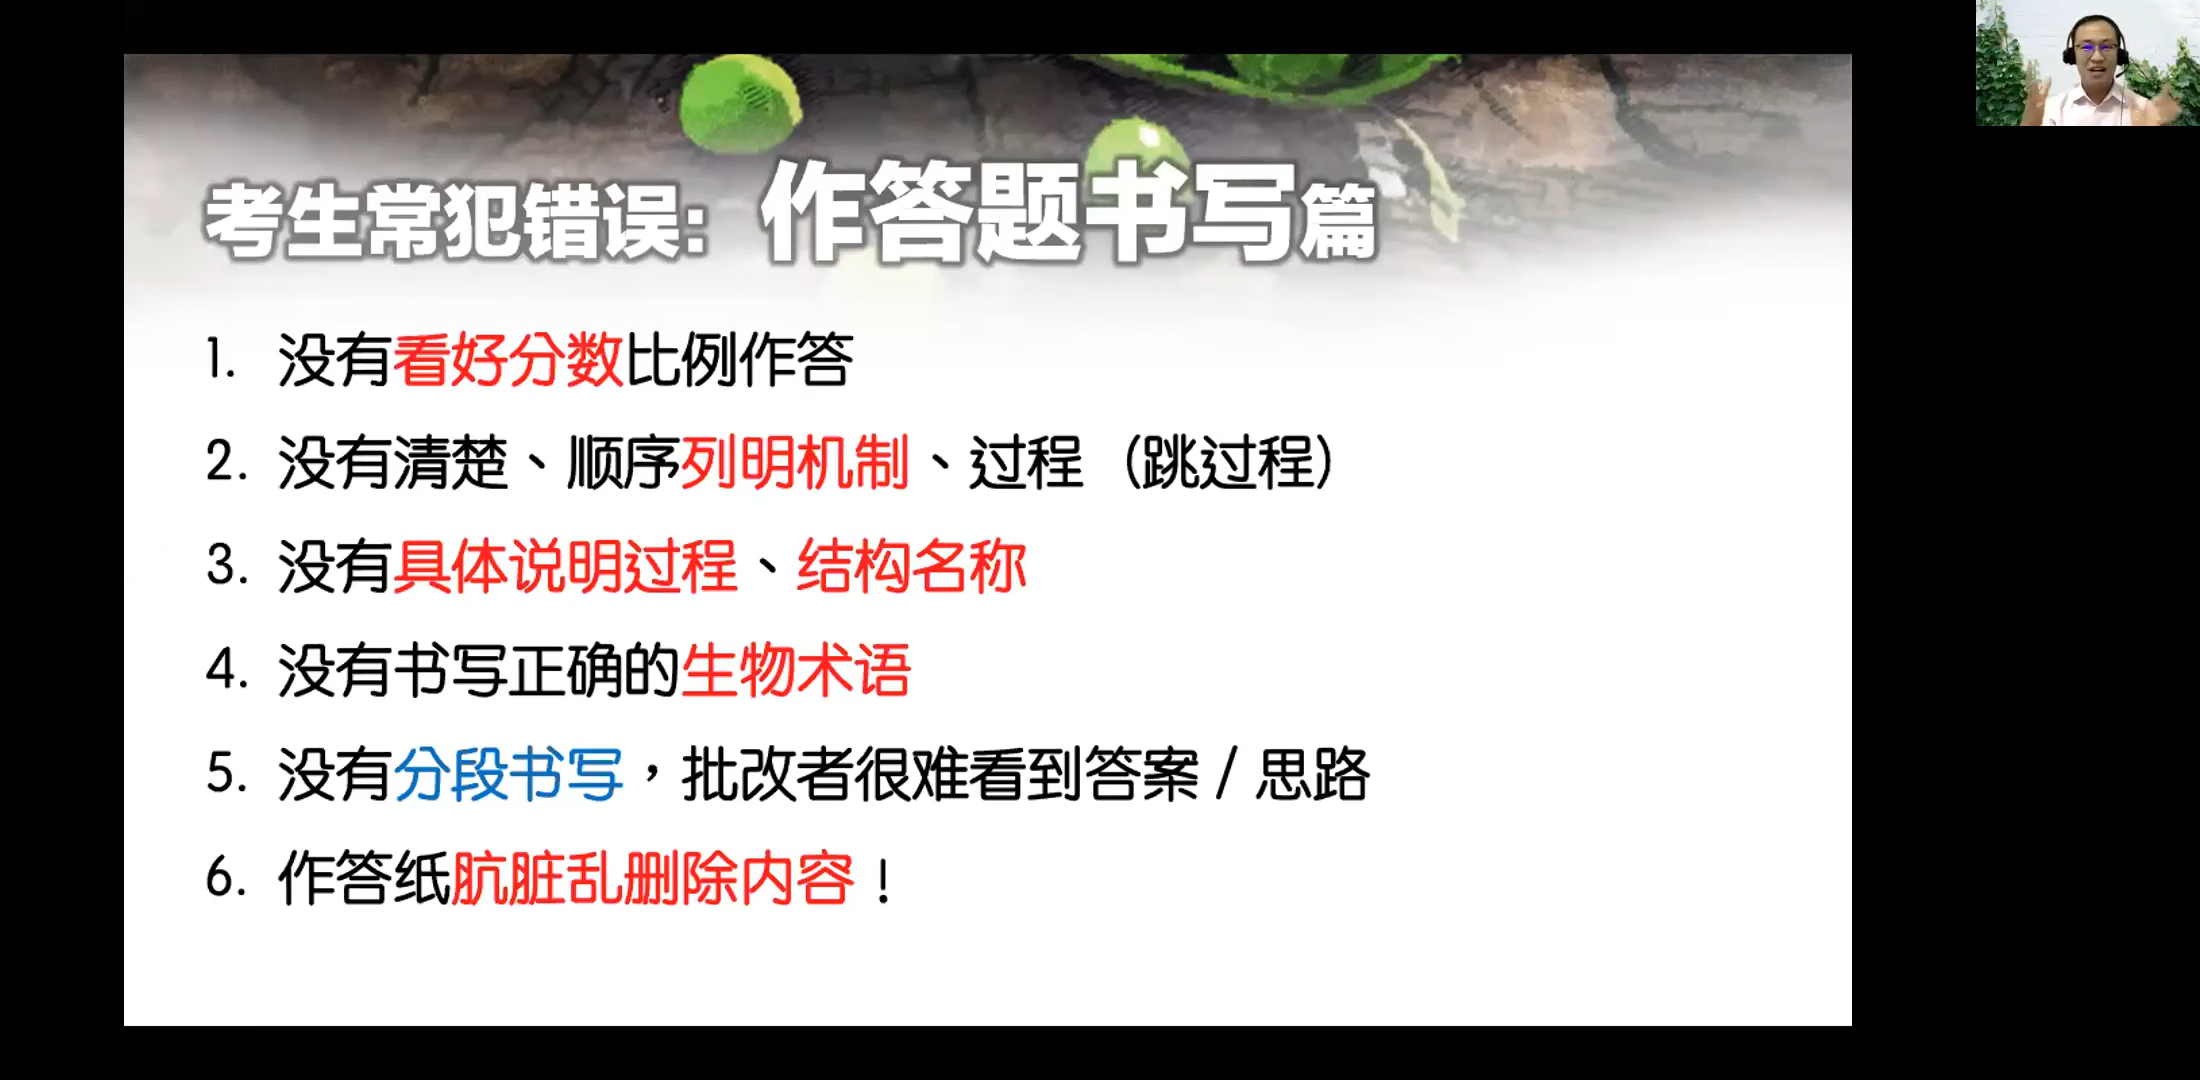 考生常犯错误：作答题书写篇
1. 没有看好分数比例作答
2. 没有清楚、顺序列明机制、过程（跳过程）
3. 没有具体说明过程、结构名称
4. 没有书写正确的生物术语
5. 没有分段书写，批改者很难看到答案 / 思路
6. 作答纸肮脏乱删除内容！